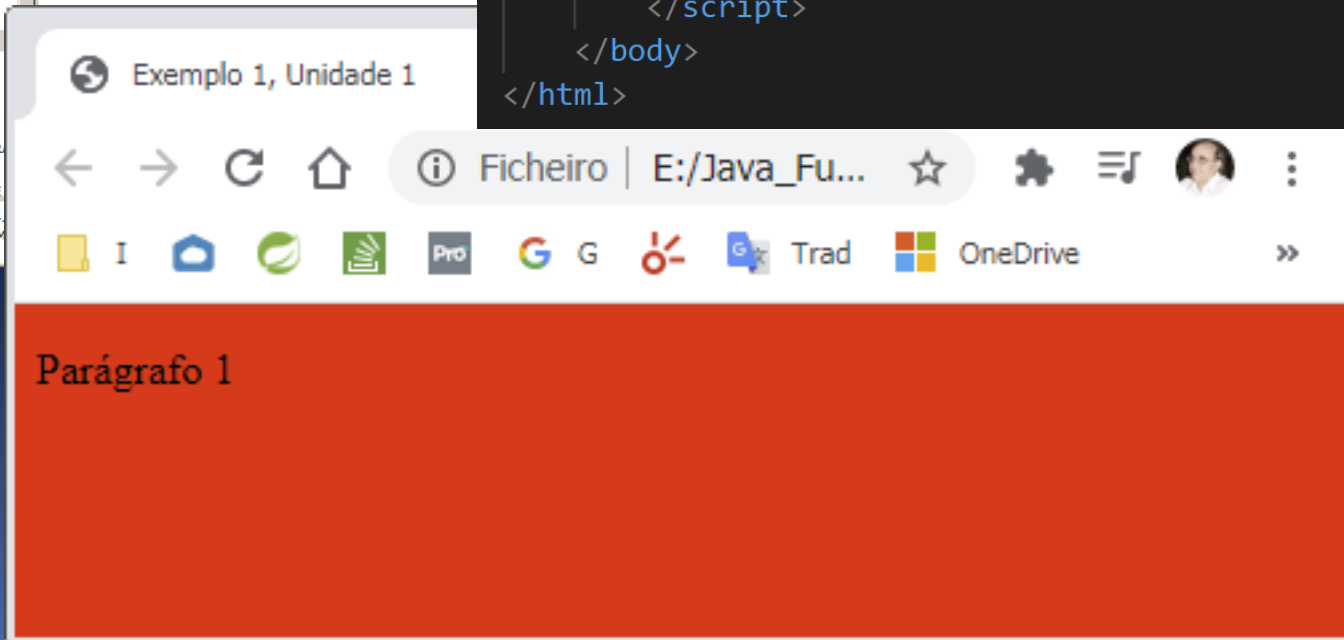 </script>
</body>
</html>
Exemplo 1, Unidade 1
Ficheiro | E:/Java_Fu...
I Pro G G G Trad OneDrive »
Parágrafo 1